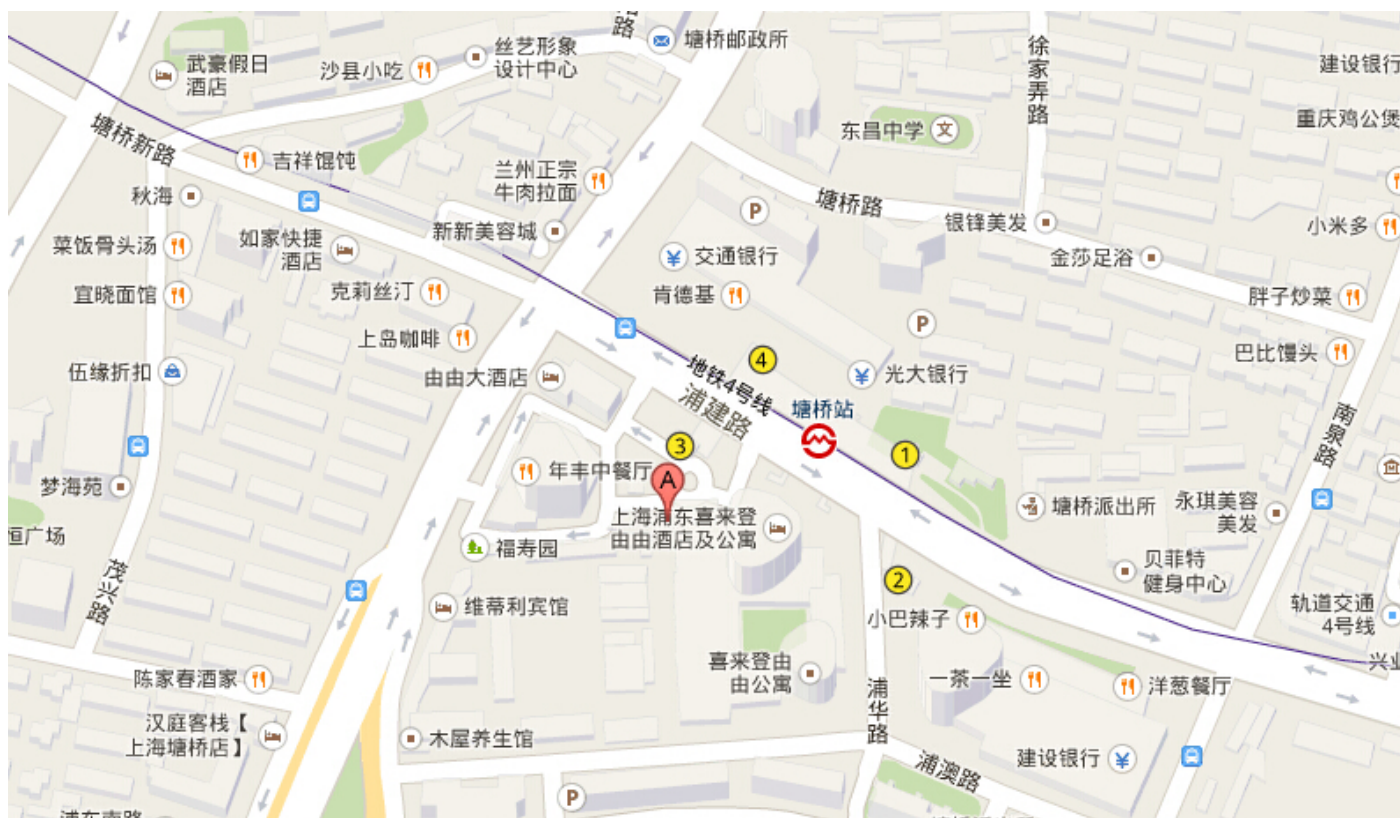 塘桥邮政所
丝艺形象
设计中心
徐家弄路
武豪假日
酒店
沙县小吃
建设银行
重庆鸡公煲
塘桥新路
东昌中学
吉祥馄饨
兰州正宗
牛肉拉面
秋海
塘桥路
银锋美发
小米多
菜饭骨头汤
如家快捷
酒店
新新美容城
交通银行
金莎足浴
宜晓面馆
克莉丝汀
肯德基
P
胖子炒菜
上岛咖啡
P
巴比馒头
伍缘折扣
由由大酒店
4
地铁4号线
光大银行
浦建路
塘桥站
南泉路
3
1
年丰中餐厅
A
梦海苑
上海浦东喜来登
由由酒店及公寓
塘桥派出所
永琪美容
美发
恒广场
福寿园
茂兴路
2
贝菲特
健身中心
维蒂利宾馆
小巴辣子
轨道交通
4号线
兴业
陈家春酒家
喜来登由
由公寓
浦华路
一茶一坐
洋葱餐厅
汉庭客栈【
上海塘桥店】
木屋养生馆
浦澳路
建设银行
P
浦东南路